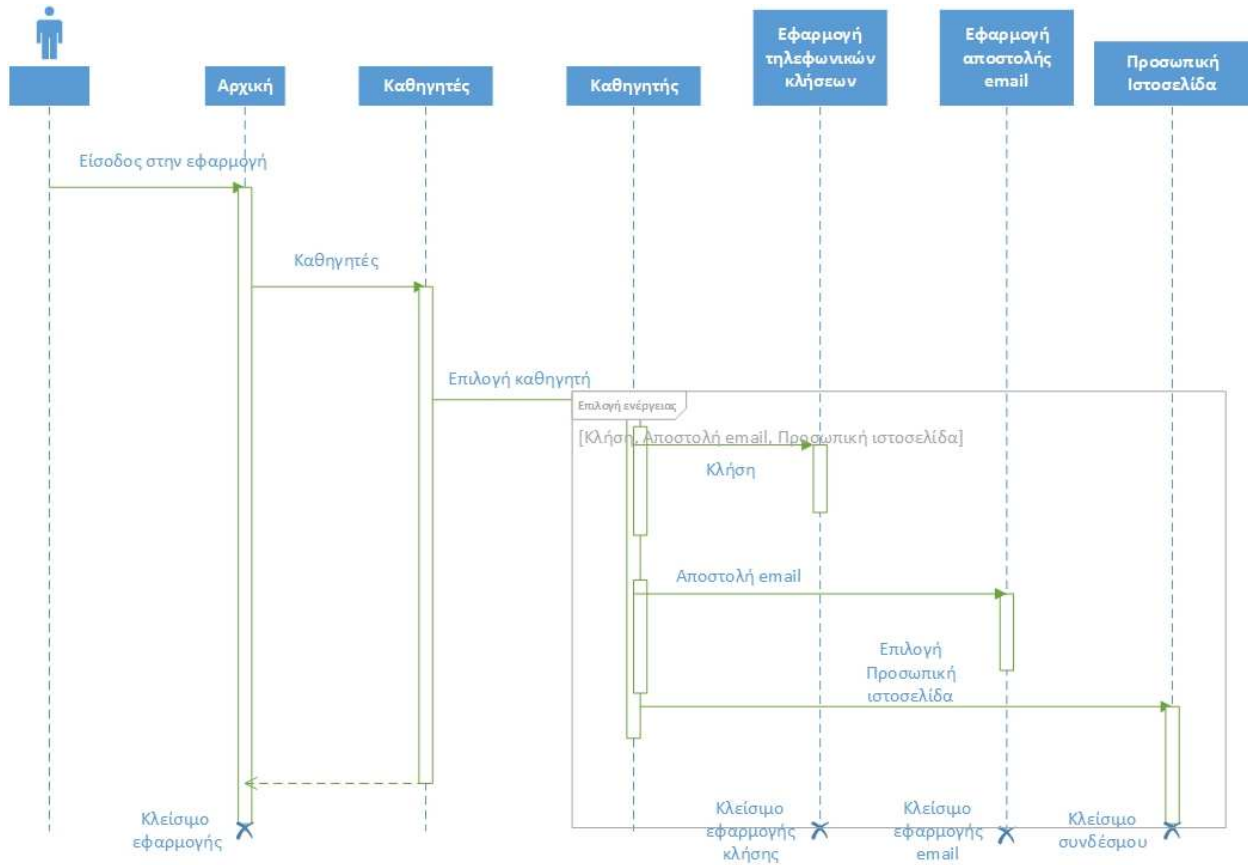 Εφαρμογή
τηλεφωνικών
κλήσεων
Εφαρμογή
αποστολής
email
Αρχική
Καθηγητές
Καθηγητής
Προσωπική
Ιστοσελίδα
Είσοδος στην εφαρμογή
Καθηγητές
Επιλογή καθηγητή
Επιλογή ενέργειας
[Κλήση, Αποστολή email, Προσωπική ιστοσελίδα]
Κλήση
Αποστολή email
Επιλογή
Προσωπική
ιστοσελίδα
Κλείσιμο
εφαρμογής
Κλείσιμο
εφαρμογής
κλήσης
Κλείσιμο
εφαρμογής
email
Κλείσιμο
συνδέσμου